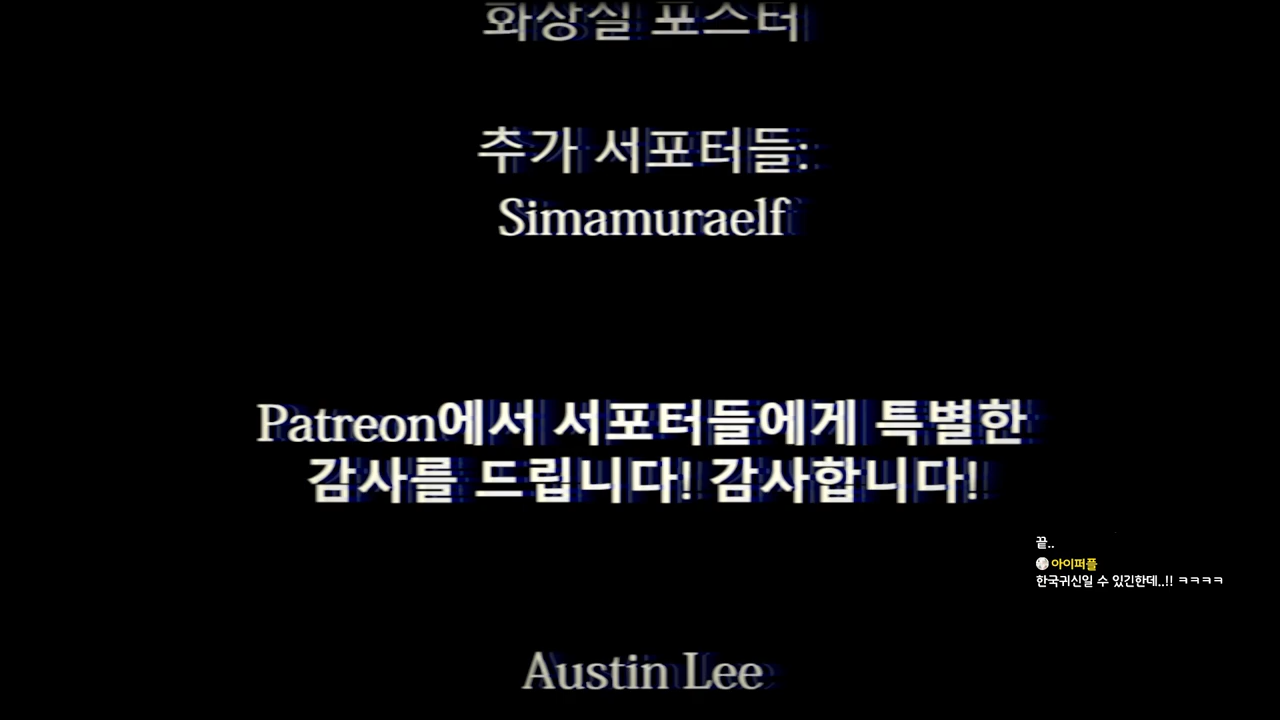 화상실 포스터
추가 서포터들:
Simamuraelf
Patreon에서 서포터들에게 특별한
감사를 드립니다! 감사합니다!
끝..
아이퍼플
한국귀신일 수 있긴한데..!! ㅋㅋㅋㅋ
Austin Lee